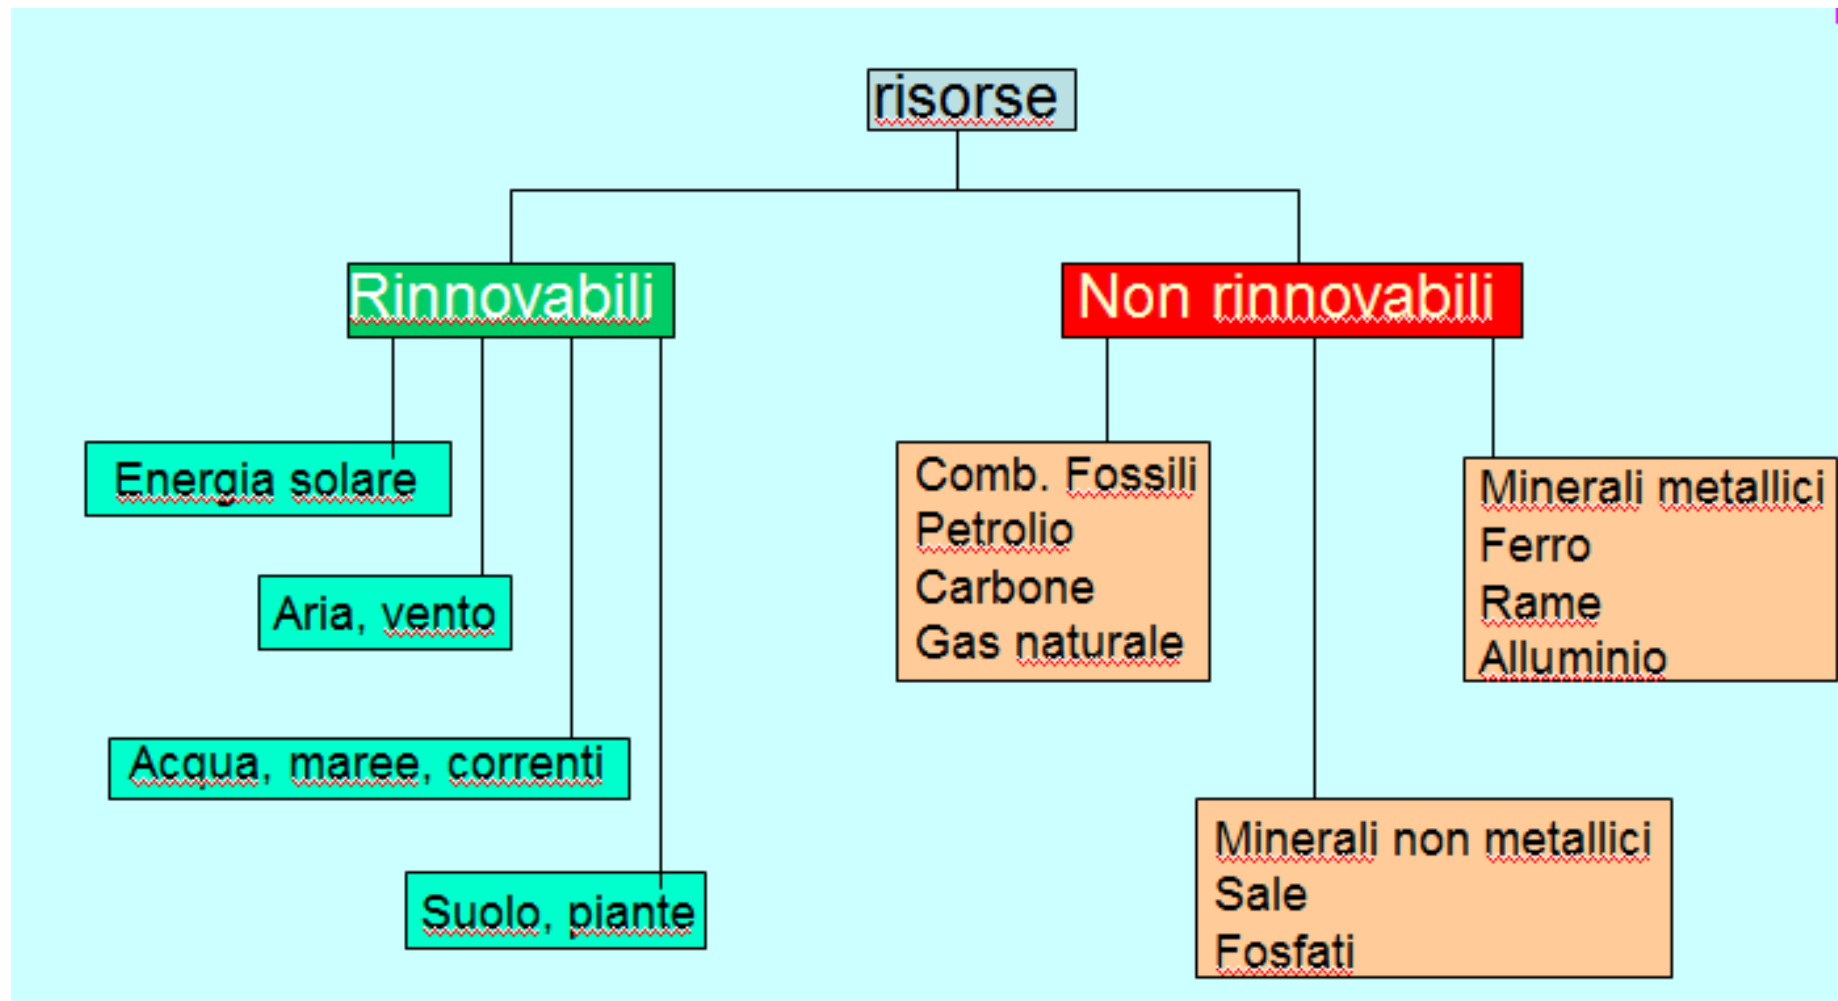 risorse
Rinnovabili
Non rinnovabili
Energia solare
Aria, vento
Acqua, maree, correnti
Suolo, piante
Comb. Fossili
Petrolio
Carbone
Gas naturale
Minerali non metallici
Sale
Fosfati
Minerali metallici
Ferro
Rame
Alluminio